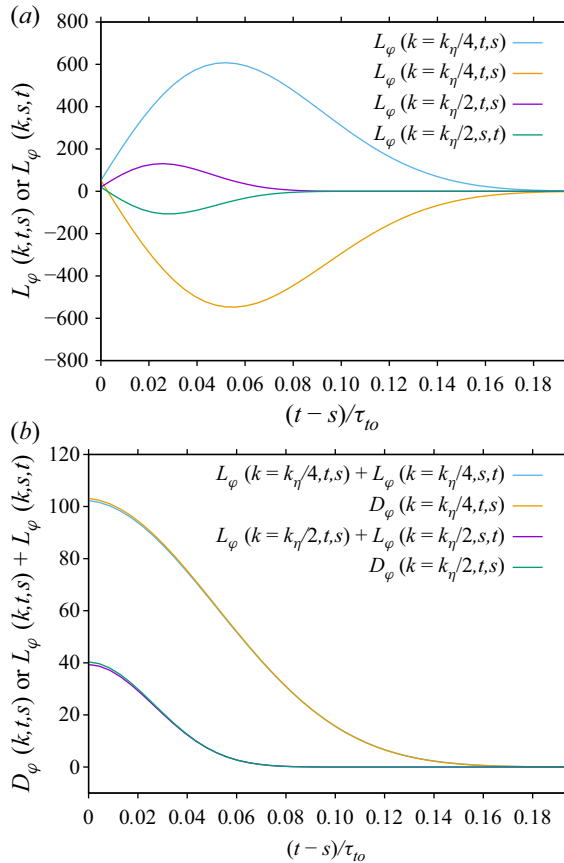 (a)
800
600
400
200
0
−200
−400
−600
−800
L_φ (k,t,s) or L_φ (k,s,t)
L_φ (k = k_η/4,t,s)
L_φ (k = k_η/4,t,s)
L_φ (k = k_η/2,t,s)
L_φ (k = k_η/2,s,t)
0 0.02 0.04 0.06 0.08 0.10 0.12 0.14 0.16 0.18
(t − s)/τ_to
(b)
120
100
80
60
40
20
0
D_φ (k,t,s) or L_φ (k,t,s) + L_φ (k,s,t)
L_φ (k = k_η/4,t,s) + L_φ (k = k_η/4,s,t)
D_φ (k = k_η/4,t,s)
L_φ (k = k_η/2,t,s) + L_φ (k = k_η/2,s,t)
D_φ (k = k_η/2,t,s)
0 0.02 0.04 0.06 0.08 0.10 0.12 0.14 0.16 0.18
(t − s)/τ_to